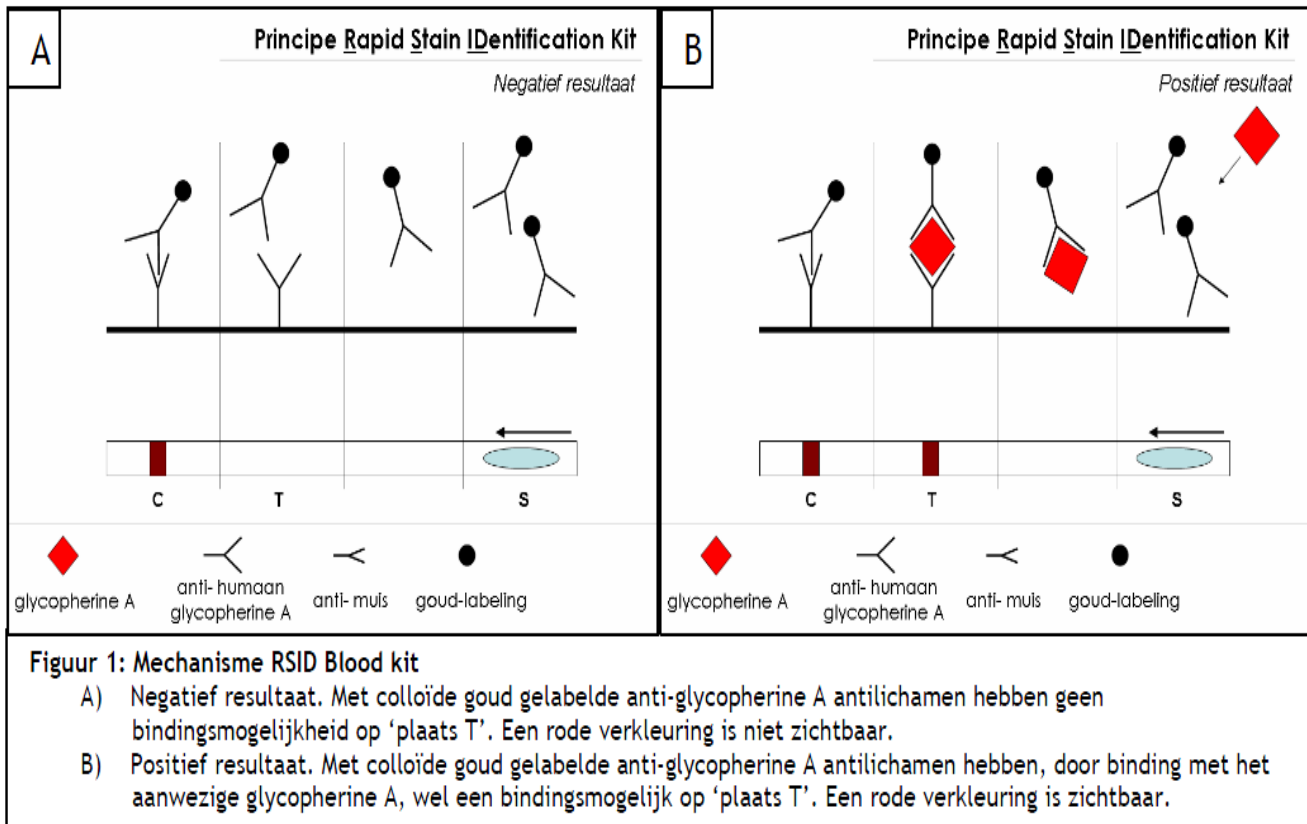 A
Principe Rapid Stain IDentification Kit
Negatief resultaat
C T S
glycopherine A
anti- humaan
glycopherine A
anti- muis
goud-labeling
B
Principe Rapid Stain IDentification Kit
Positief resultaat
C T S
glycopherine A
anti- humaan
glycopherine A
anti- muis
goud-labeling
Figuur 1: Mechanisme RSID Blood kit
A) Negatief resultaat. Met colloïde goud gelabelde anti-glycopherine A antilichamen hebben geen
bindingsmogelijkheid op ‘plaats T’. Een rode verkleuring is niet zichtbaar.
B) Positief resultaat. Met colloïde goud gelabelde anti-glycopherine A antilichamen hebben, door binding met het
aanwezige glycopherine A, wel een bindingsmogelijk op ‘plaats T’. Een rode verkleuring is zichtbaar.